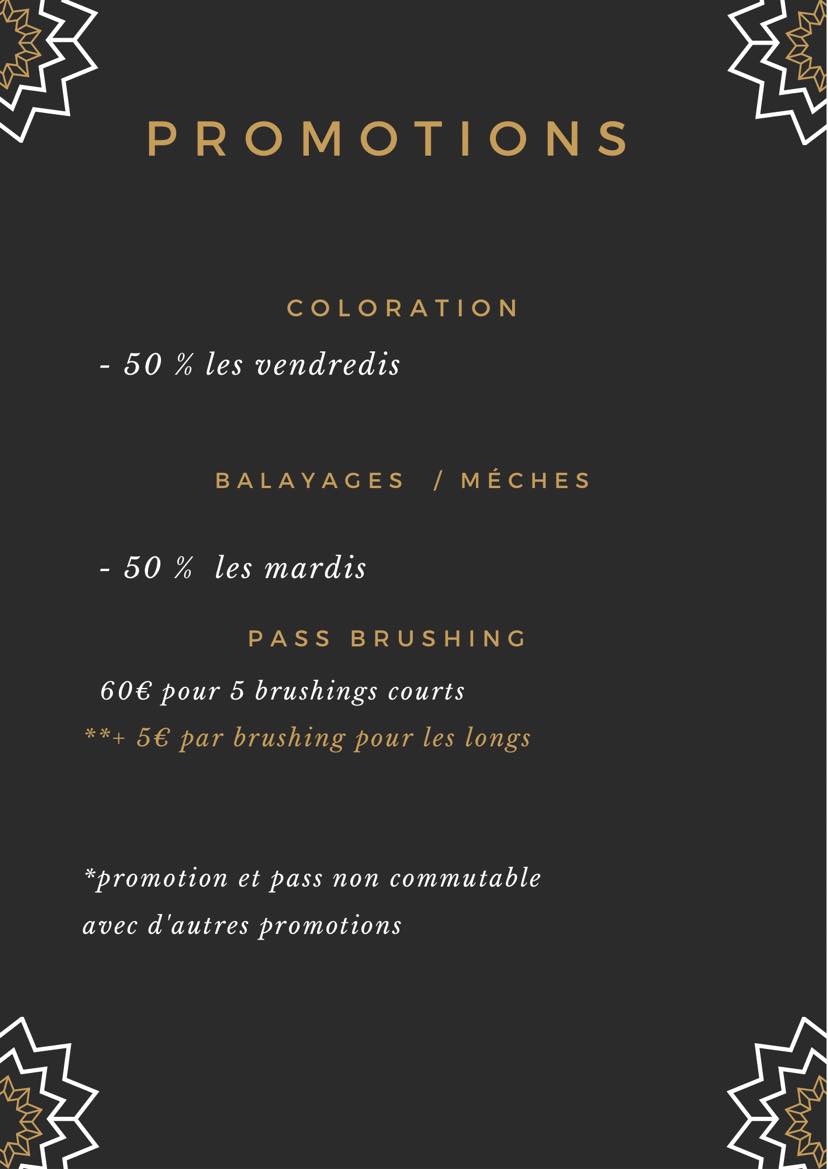 PROMOTIONS
COLORATION
- 50 % les vendredis
BALAYAGES / MÉCHES
- 50 % les mardis
PASS BRUSHING
60€ pour 5 brushings courts
**+ 5€ par brushing pour les longs
*promotion et pass non commutable
avec d'autres promotions